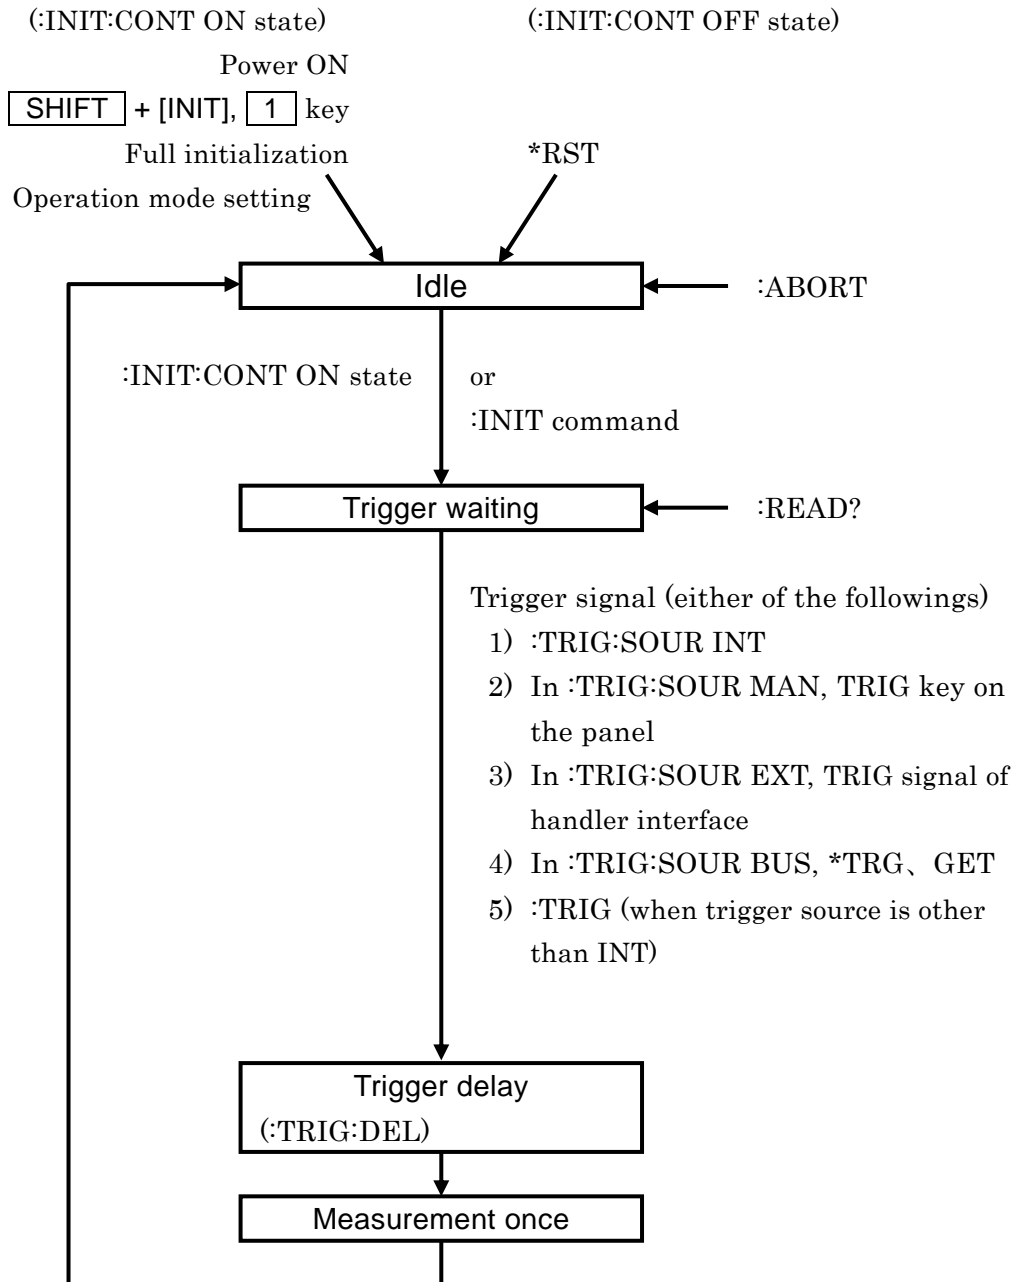 (:INIT:CONT ON state) (:INIT:CONT OFF state)
Power ON
SHIFT + [INIT], 1 key
Full initialization *RST
Operation mode setting
Idle :ABORT
:INIT:CONT ON state or
:INIT command
Trigger waiting :READ?
Trigger signal (either of the followings)
1) :TRIG:SOUR INT
2) In :TRIG:SOUR MAN, TRIG key on
the panel
3) In :TRIG:SOUR EXT, TRIG signal of
handler interface
4) In :TRIG:SOUR BUS, *TRG、GET
5) :TRIG (when trigger source is other
than INT)
Trigger delay
(:TRIG:DEL)
Measurement once